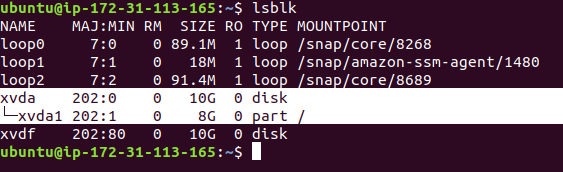 ubuntu@ip-172-31-113-165:~$ lsblk
NAME    MAJ:MIN RM  SIZE RO TYPE MOUNTPOINT
loop0     7:0    0 89.1M  1 loop /snap/core/8268
loop1     7:1    0   18M  1 loop /snap/amazon-ssm-agent/1480
loop2     7:2    0 91.4M  1 loop /snap/core/8689
xvda    202:0    0   10G  0 disk
└─xvda1 202:1    0    8G  0 part /
xvdf    202:80   0   10G  0 disk
ubuntu@ip-172-31-113-165:~$